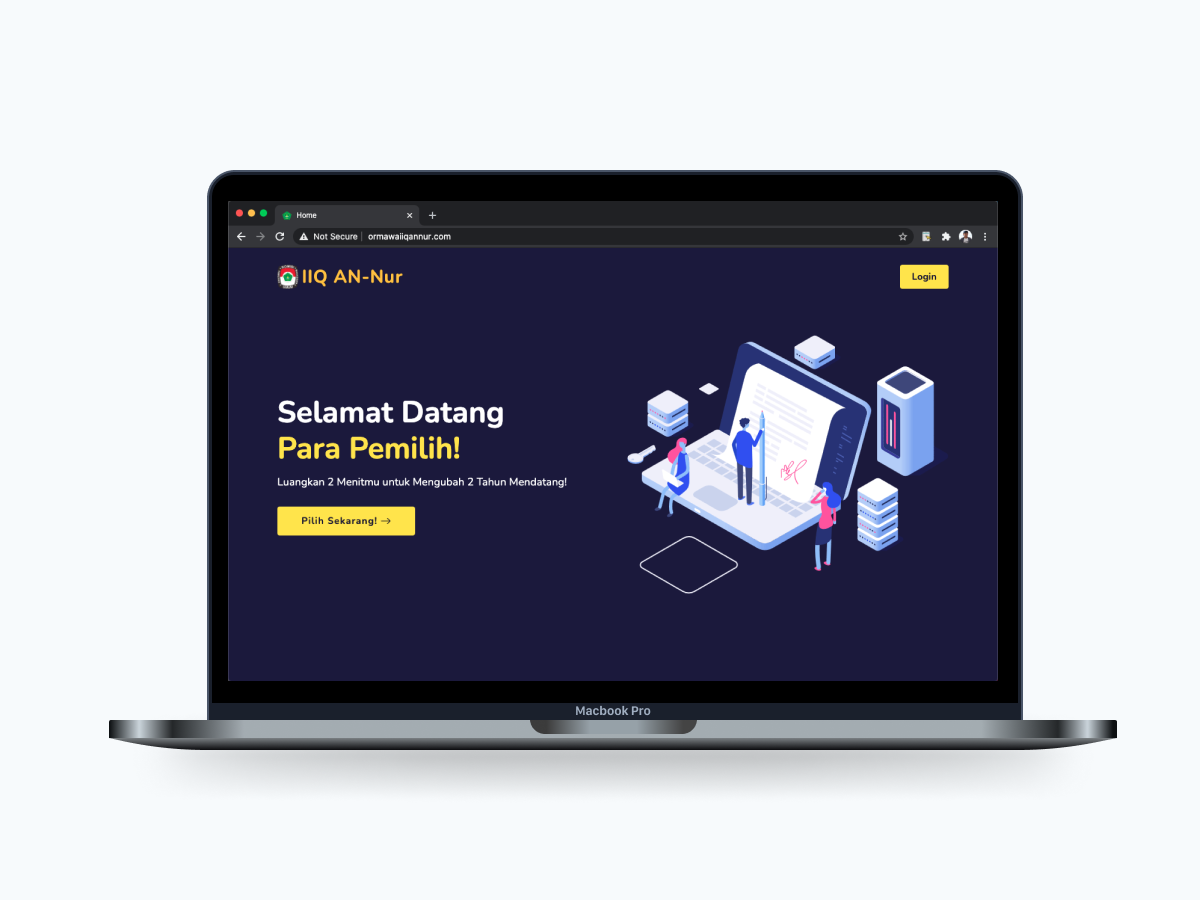 Home
Not Secure
ormawaiiqannur.com
IIQ AN-Nur
Login
Selamat Datang
Para Pemilih!
Luangkan 2 Menitmu untuk Mengubah 2 Tahun Mendatang!
Pilih Sekarang!
Macbook Pro